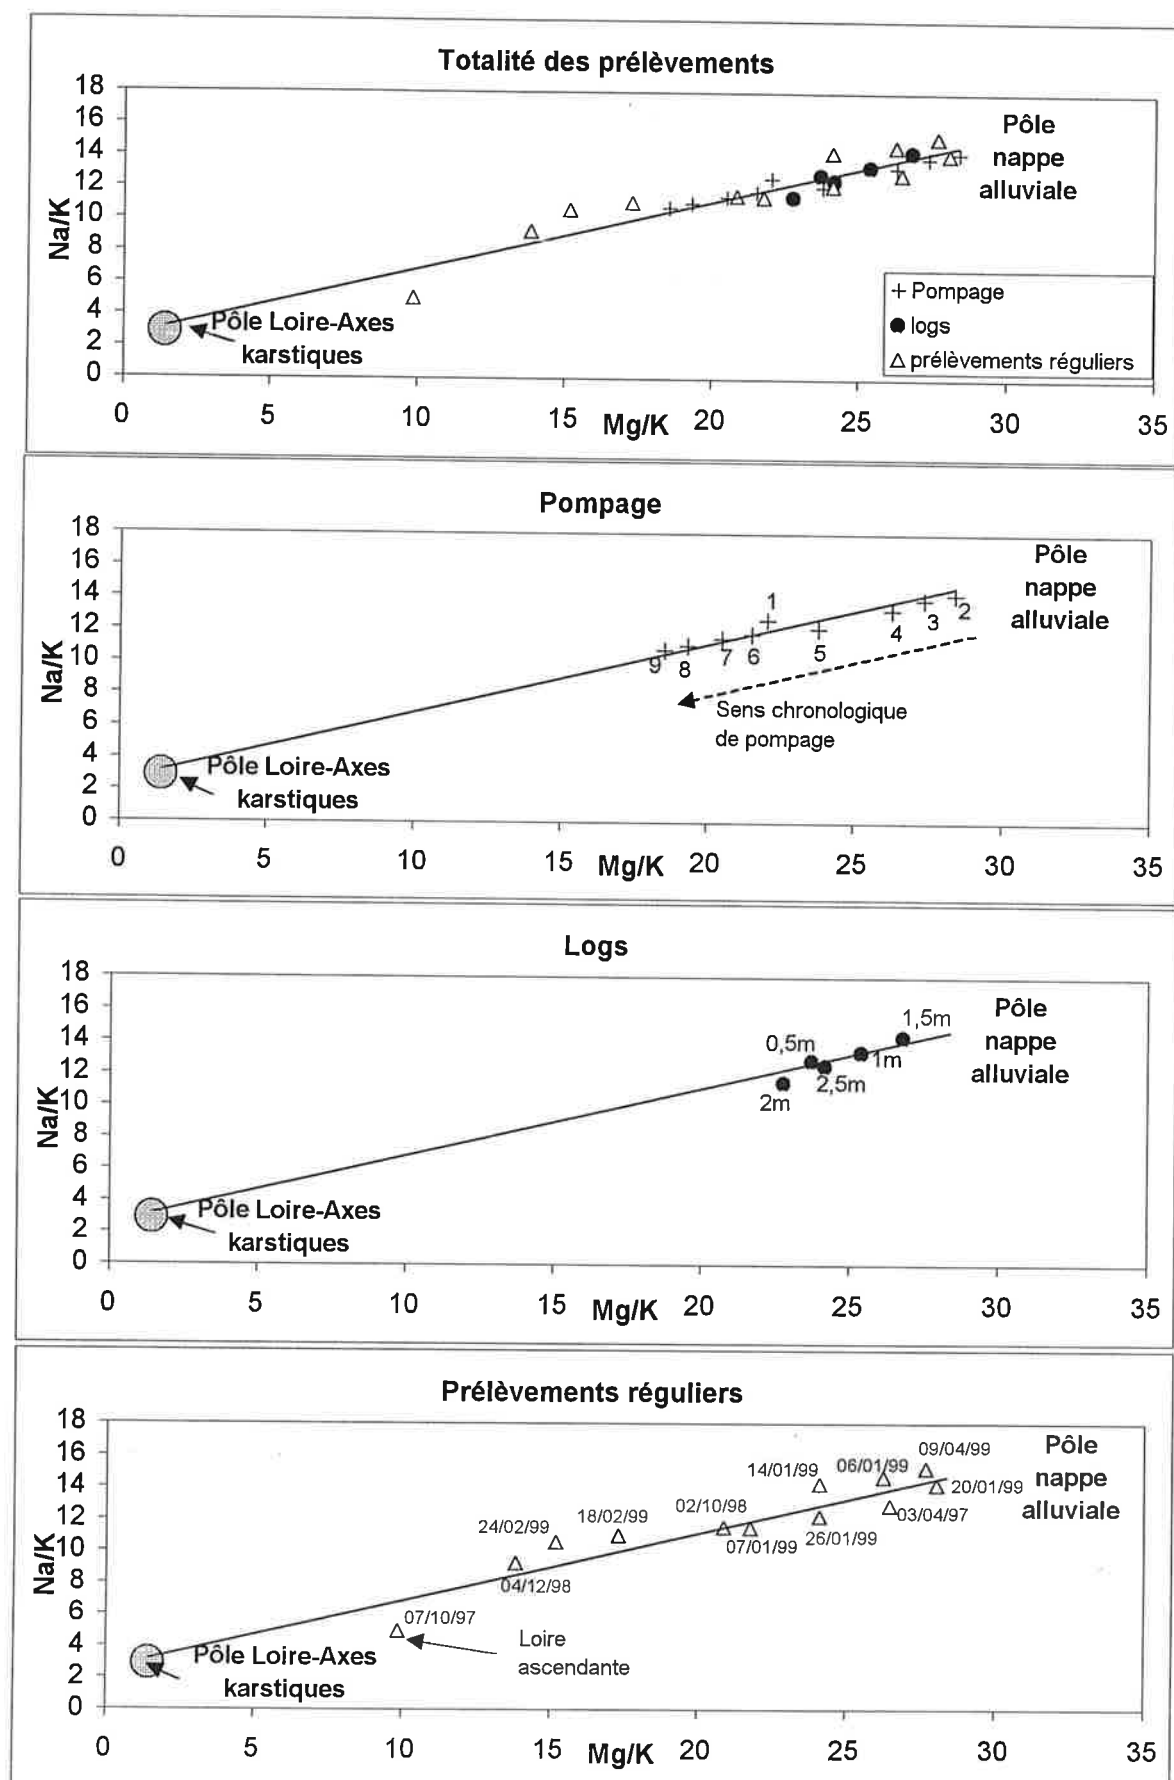 Totalité des prélèvements
18
16
14
12
10
8
6
4
2
0
Na/K
Pôle
nappe
alluviale
Pôle Loire-Axes
karstiques
Pompage
logs
prélèvements réguliers
0 5 10 15 20 25 30 35
Mg/K
Pompage
18
16
14
12
10
8
6
4
2
0
Na/K
Pôle
nappe
alluviale
1
2
3
4
5
6
7
8
9
Sens chronologique
de pompage
Pôle Loire-Axes
karstiques
0 5 10 15 20 25 30 35
Mg/K
Logs
18
16
14
12
10
8
6
4
2
0
Na/K
Pôle
nappe
alluviale
1,5m
0,5m
1m
2,5m
2m
Pôle Loire-Axes
karstiques
0 5 10 15 20 25 30 35
Mg/K
Prélèvements réguliers
18
16
14
12
10
8
6
4
2
0
Na/K
Pôle
nappe
alluviale
09/04/99
06/01/99
14/01/99
20/01/99
02/10/98
18/02/99
03/04/97
24/02/99
26/01/99
07/01/99
04/12/98
07/10/97
Loire
ascendante
Pôle Loire-Axes
karstiques
0 5 10 15 20 25 30 35
Mg/K